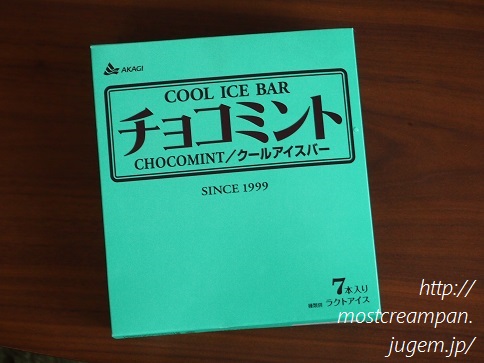 AKAGI
COOL ICE BAR
チョコミント
CHOCOMINT/クールアイスバー
SINCE 1999
7本入り
種類別 ラクトアイス
http://
mostcreampan.
jugem.jp/